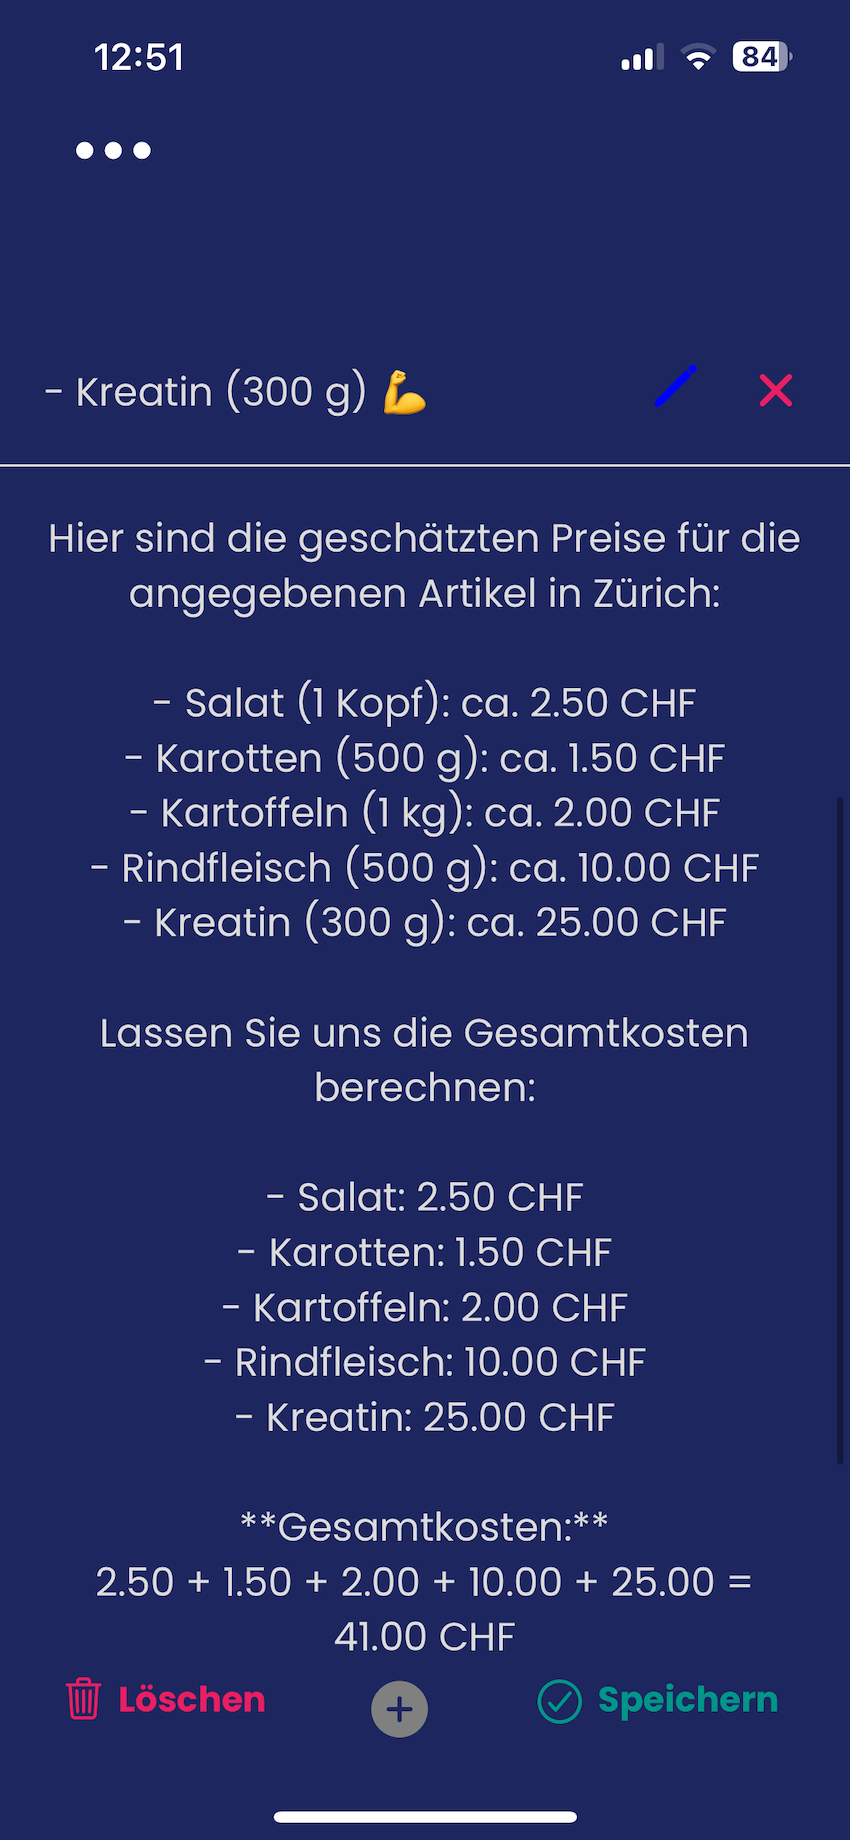 12:51
84
- Kreatin (300 g) 💪
Hier sind die geschätzten Preise für die
angegebenen Artikel in Zürich:
- Salat (1 Kopf): ca. 2.50 CHF
- Karotten (500 g): ca. 1.50 CHF
- Kartoffeln (1 kg): ca. 2.00 CHF
- Rindfleisch (500 g): ca. 10.00 CHF
- Kreatin (300 g): ca. 25.00 CHF
Lassen Sie uns die Gesamtkosten
berechnen:
- Salat: 2.50 CHF
- Karotten: 1.50 CHF
- Kartoffeln: 2.00 CHF
- Rindfleisch: 10.00 CHF
- Kreatin: 25.00 CHF
**Gesamtkosten:**
2.50 + 1.50 + 2.00 + 10.00 + 25.00 =
41.00 CHF
Löschen
Speichern